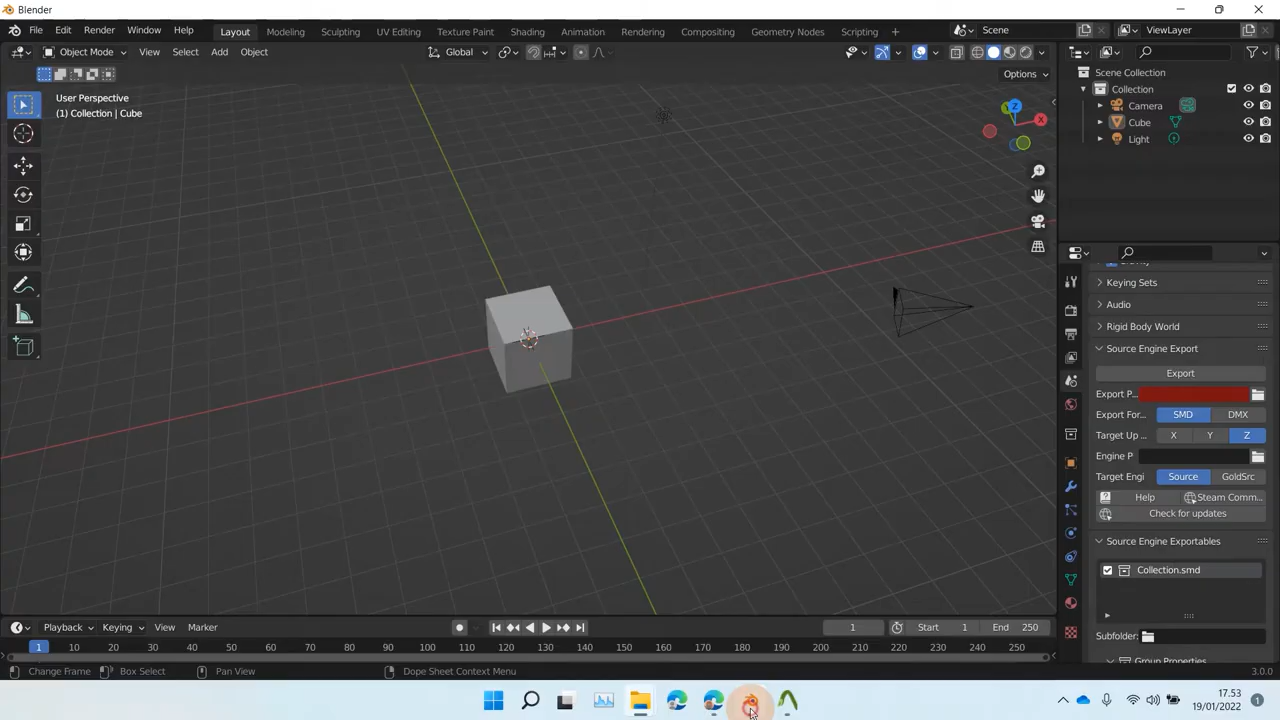 Blender
File Edit Render Window Help Layout Modeling Sculpting UV Editing Texture Paint Shading Animation Rendering Compositing Geometry Nodes Scripting + Scene ViewLayer
Object Mode View Select Add Object Global
Options
User Perspective
(1) Collection | Cube
Z
X
Y
Scene Collection
Collection
Camera
Cube
Light
Keying Sets
Audio
Rigid Body World
Source Engine Export
Export
Export P...
Export For... SMD DMX
Target Up ... X Y Z
Engine P
Target Engi Source GoldSrc
Help Steam Comm...
Check for updates
Source Engine Exportables
Collection.smd
Subfolder:
Playback Keying View Marker 1 Start 1 End 250
1 10 20 30 40 50 60 70 80 90 100 110 120 130 140 150 160 170 180 190 200 210 220 230 240 250
Change Frame Box Select Pan View Dope Sheet Context Menu 3.0.0
17.53
19/01/2022
1